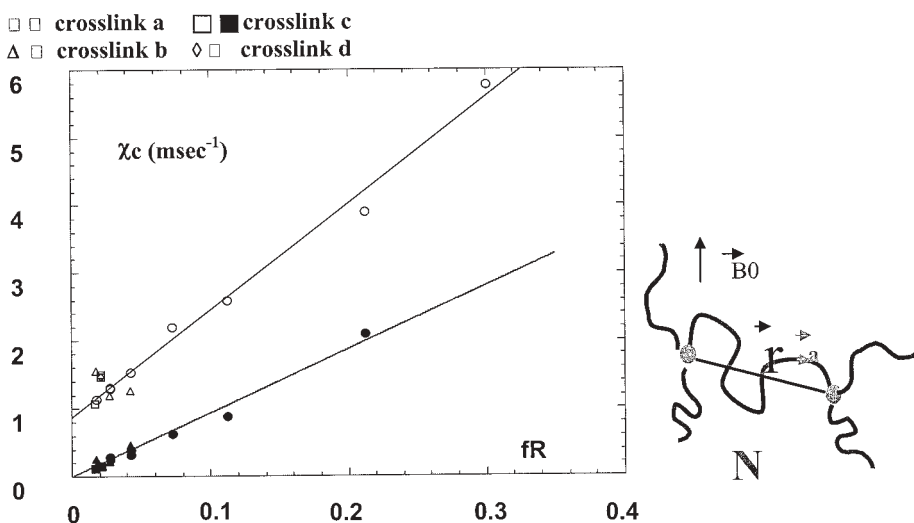 crosslink a crosslink c
crosslink b crosslink d
6
χc (msec⁻¹)
5
4
3
2
1
fR
0
0 0.1 0.2 0.3 0.4
B0
r a
N